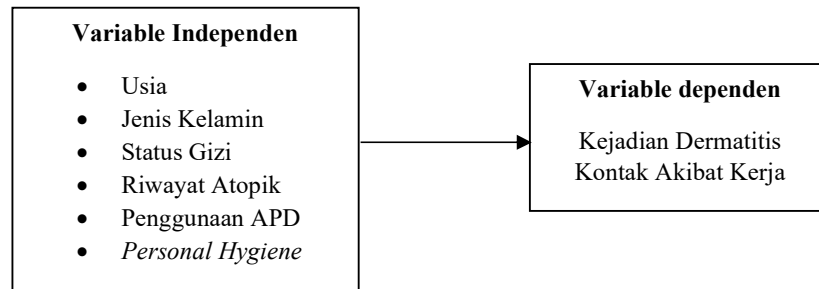 Variable Independen
• Usia
• Jenis Kelamin
• Status Gizi
• Riwayat Atopik
• Penggunaan APD
• Personal Hygiene
Variable dependen
Kejadian Dermatitis
Kontak Akibat Kerja